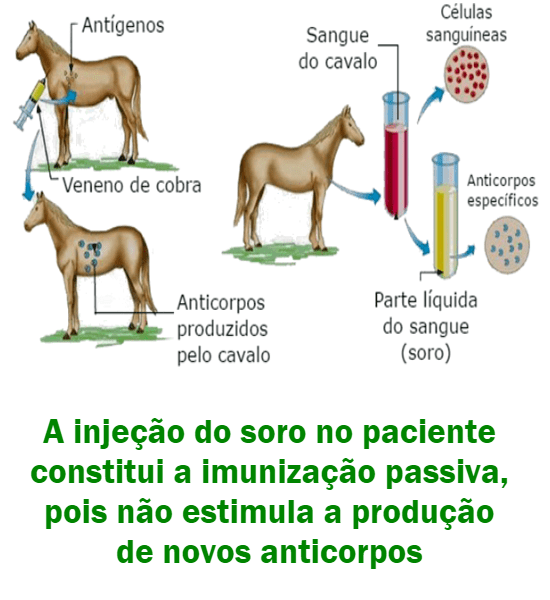 Antígenos
Veneno de cobra
Anticorpos
produzidos
pelo cavalo
Sangue
do cavalo
Células
sanguíneas
Anticorpos
específicos
Parte líquida
do sangue
(soro)
A injeção do soro no paciente
constitui a imunização passiva,
pois não estimula a produção
de novos anticorpos